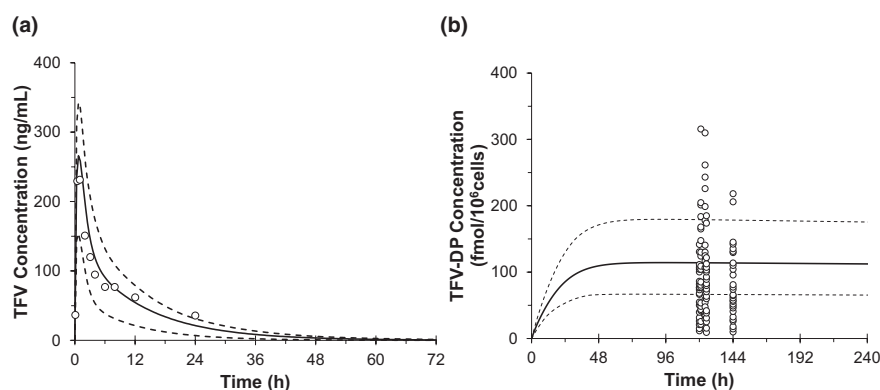 (a)
TFV Concentration (ng/mL)
400
300
200
100
0
0 12 24 36 48 60 72
Time (h)
(b)
TFV-DP Concentration
(fmol/10⁶cells)
400
300
200
100
0
0 48 96 144 192 240
Time (h)